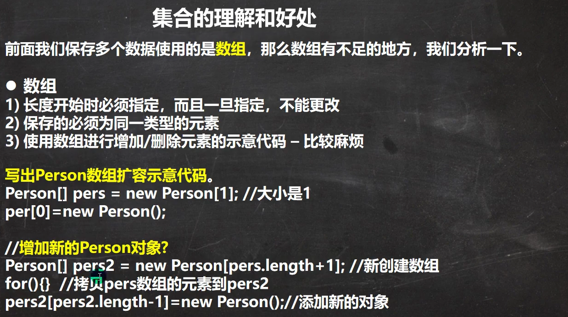 集合的理解和好处
前面我们保存多个数据使用的是数组，那么数组有不足的地方，我们分析一下。
● 数组
1) 长度开始时必须指定，而且一旦指定，不能更改
2) 保存的必须为同一类型的元素
3) 使用数组进行增加/删除元素的示意代码 – 比较麻烦
写出Person数组扩容示意代码。
Person[] pers = new Person[1]; //大小是1
per[0]=new Person();
//增加新的Person对象?
Person[] pers2 = new Person[pers.length+1]; //新创建数组
for(){} //拷贝pers数组的元素到pers2
pers2[pers2.length-1]=new Person();//添加新的对象